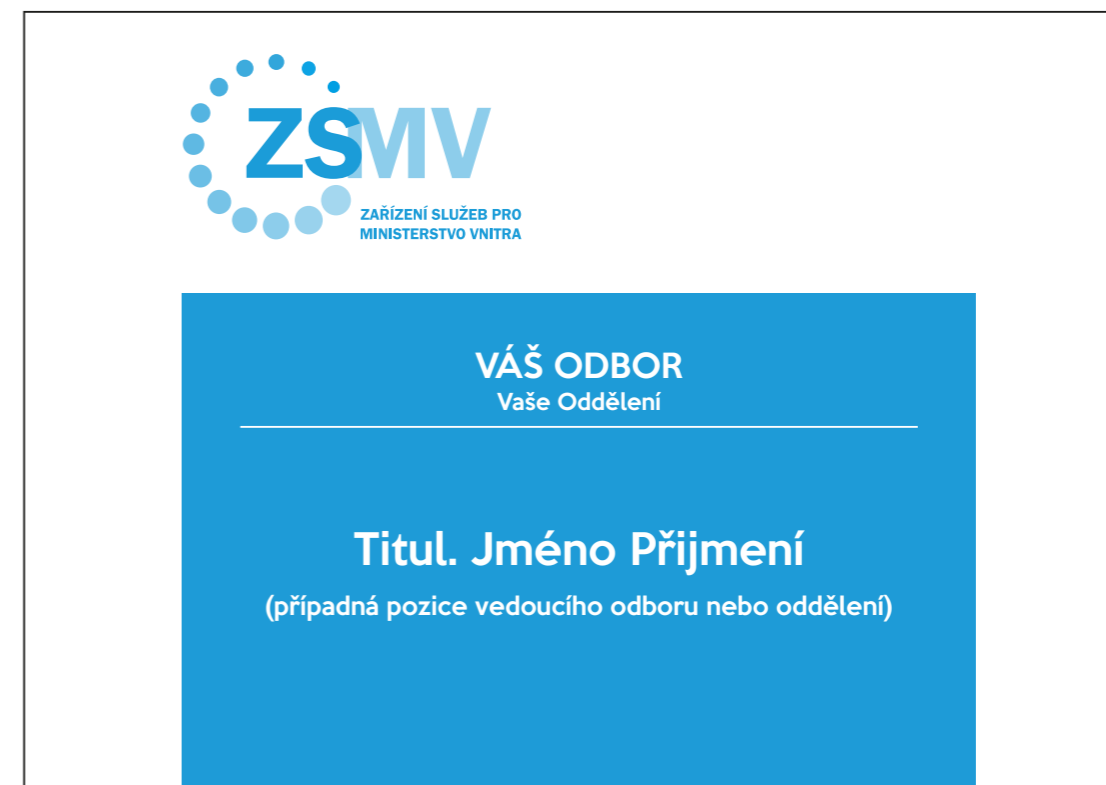 ZSMV
ZAŘÍZENÍ SLUŽEB PRO
MINISTERSTVO VNITRA
VÁŠ ODBOR
Vaše Oddělení
Titul. Jméno Přijmení
(případná pozice vedoucího odboru nebo oddělení)